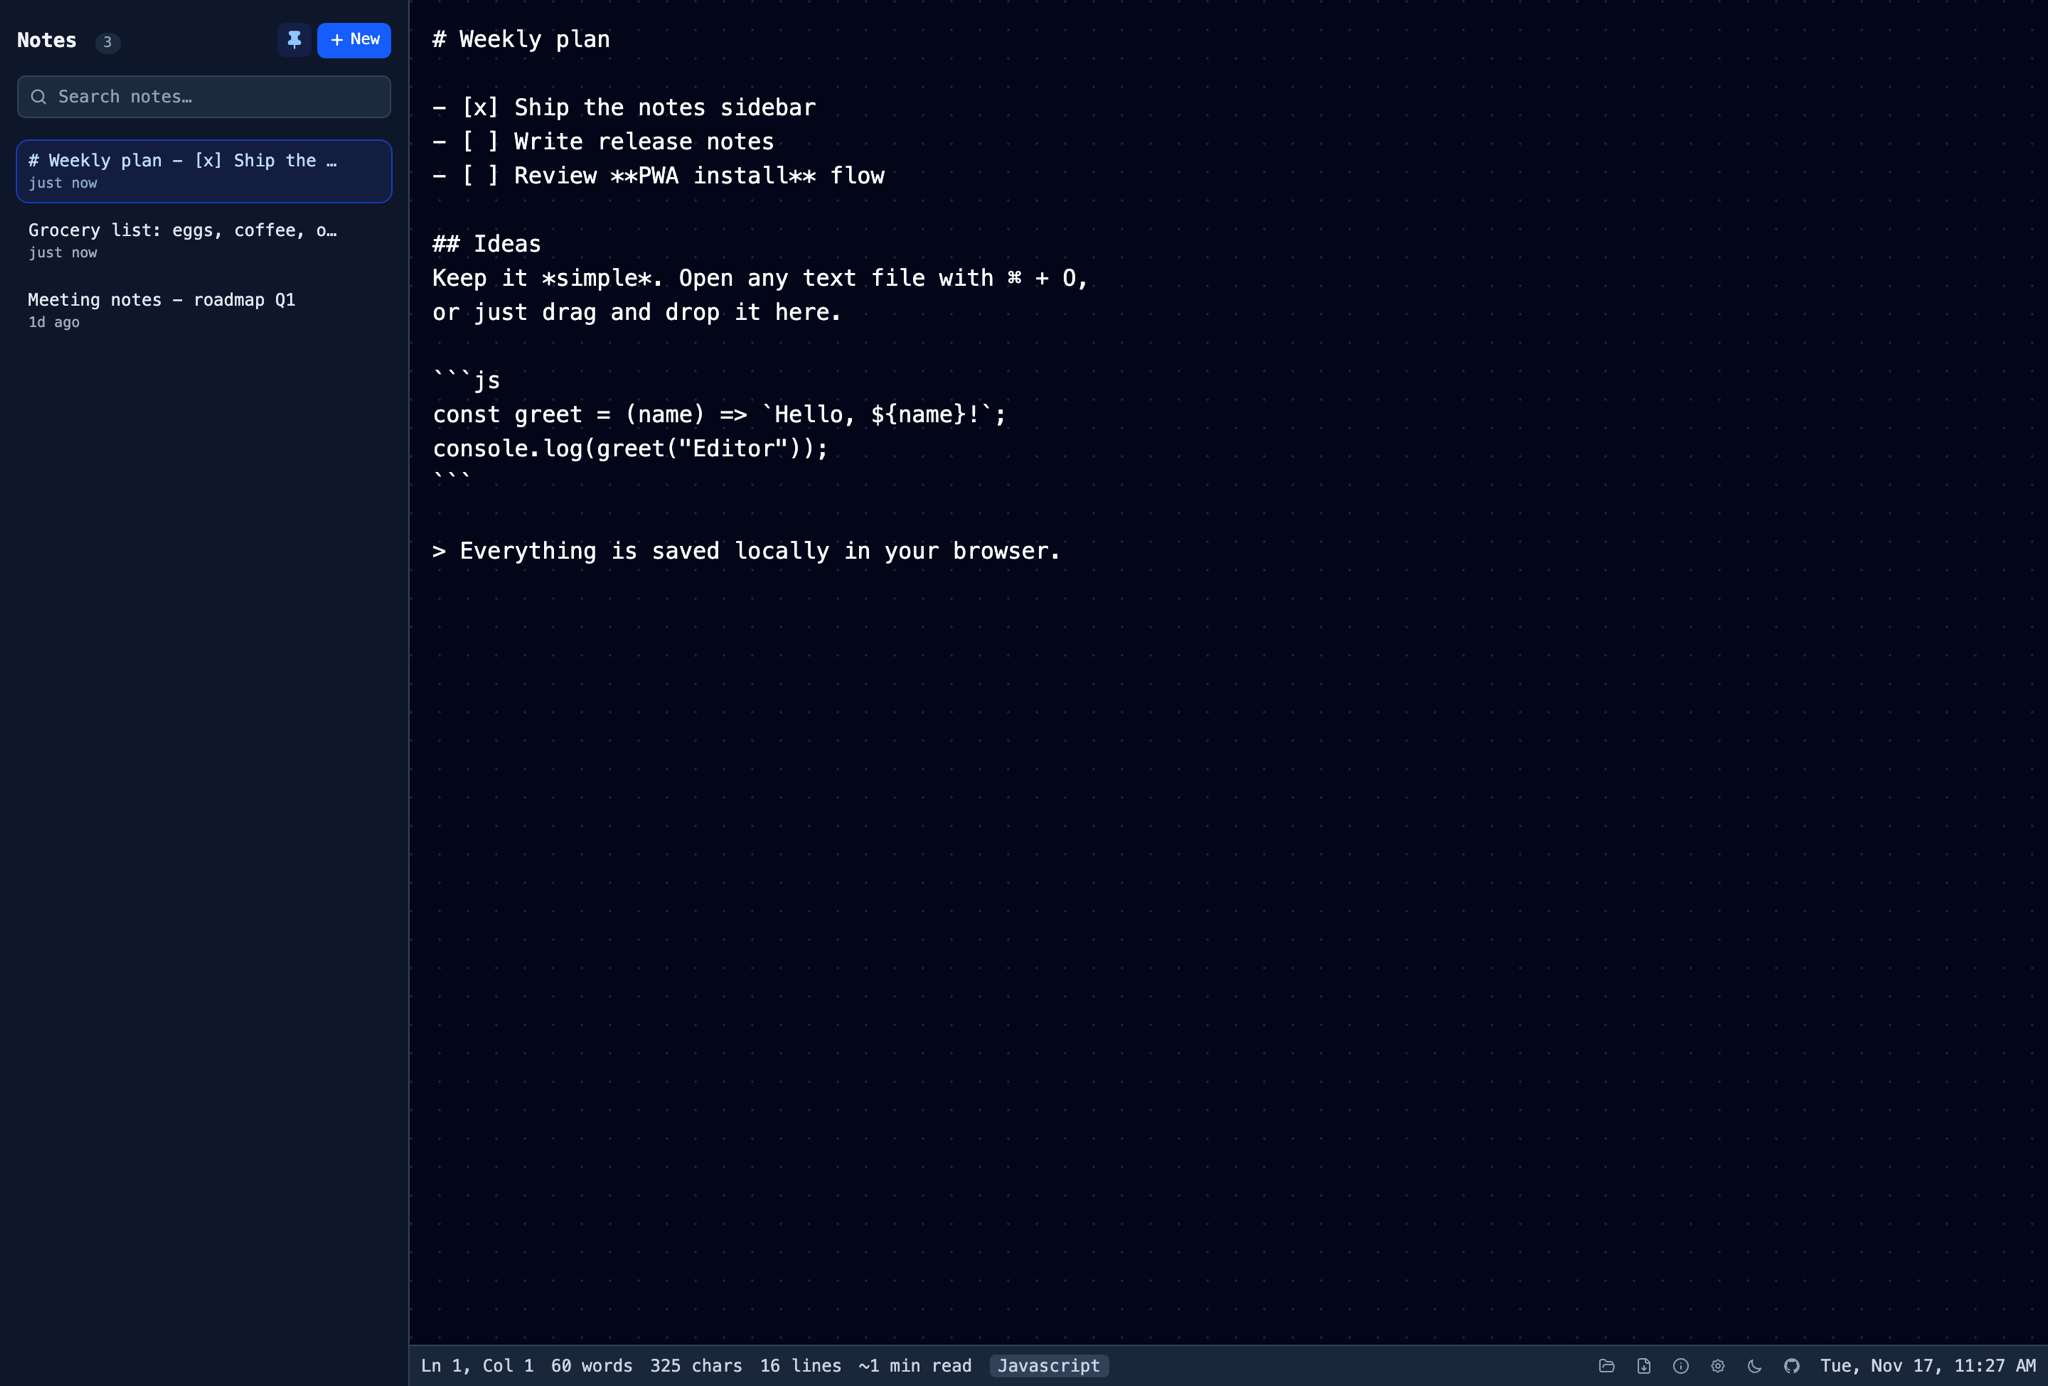 Notes 3
+ New
Search notes…
# Weekly plan – [x] Ship the …
just now
Grocery list: eggs, coffee, o…
just now
Meeting notes – roadmap Q1
1d ago
# Weekly plan
– [x] Ship the notes sidebar
– [ ] Write release notes
– [ ] Review **PWA install** flow
## Ideas
Keep it *simple*. Open any text file with ⌘ + O,
or just drag and drop it here.
```js
const greet = (name) => `Hello, ${name}!`;
console.log(greet("Editor"));
```
> Everything is saved locally in your browser.
Ln 1, Col 1 60 words 325 chars 16 lines ~1 min read Javascript Tue, Nov 17, 11:27 AM